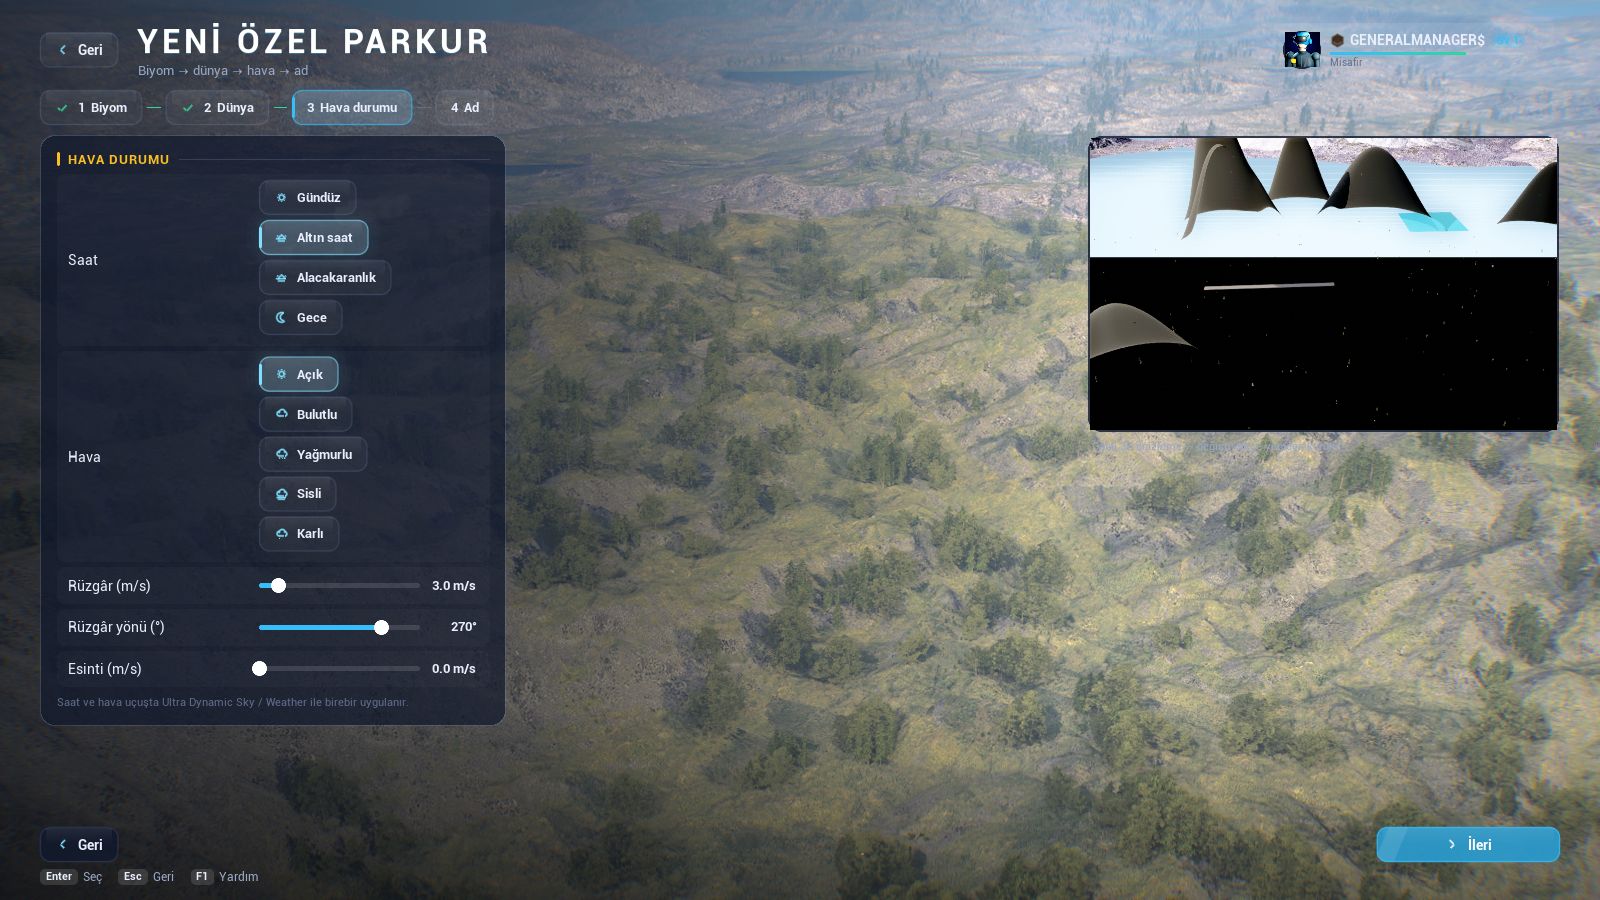 Geri
YENİ ÖZEL PARKUR
Biyom → dünya → hava → ad
GENERALMANAGER$
Misafir
1 Biyom
2 Dünya
3 Hava durumu
4 Ad
HAVA DURUMU
Saat
Gündüz
Altın saat
Alacakaranlık
Gece
Hava
Açık
Bulutlu
Yağmurlu
Sisli
Karlı
Rüzgâr (m/s) 3.0 m/s
Rüzgâr yönü (°) 270°
Esinti (m/s) 0.0 m/s
Saat ve hava uçuşta Ultra Dynamic Sky / Weather ile birebir uygulanır.
Geri
İleri
Enter Seç Esc Geri F1 Yardım